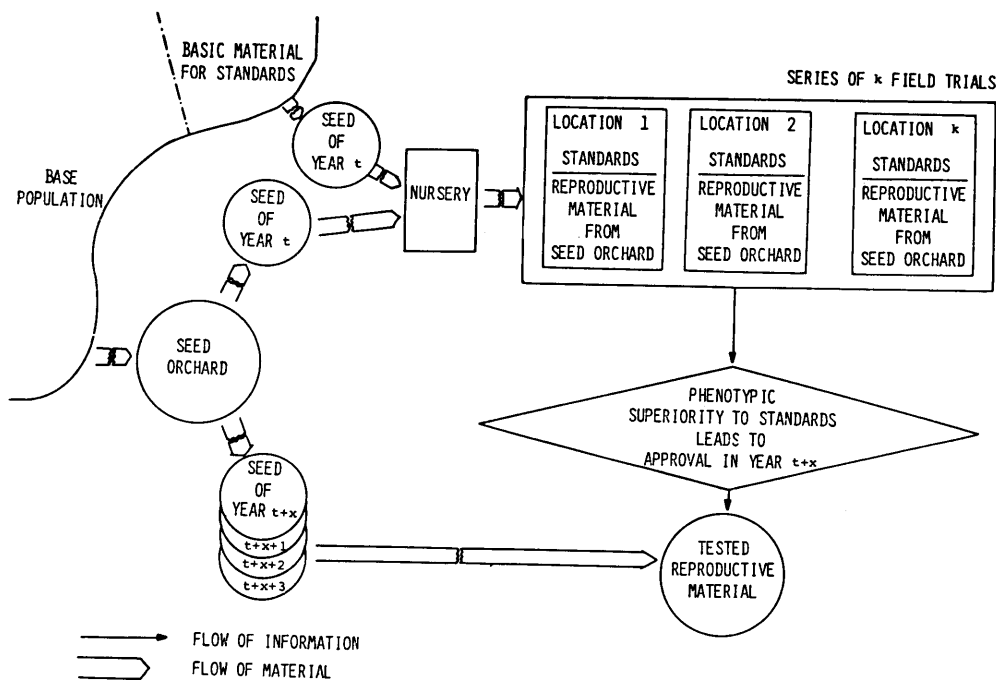 BASIC MATERIAL
FOR STANDARDS
SERIES OF k FIELD TRIALS
SEED
OF
YEAR t
LOCATION 1
STANDARDS
REPRODUCTIVE
MATERIAL
FROM
SEED ORCHARD
LOCATION 2
STANDARDS
REPRODUCTIVE
MATERIAL
FROM
SEED ORCHARD
LOCATION k
STANDARDS
REPRODUCTIVE
MATERIAL
FROM
SEED ORCHARD
BASE
POPULATION
SEED
OF
YEAR t
NURSERY
SEED
ORCHARD
PHENOTYPIC
SUPERIORITY TO STANDARDS
LEADS TO
APPROVAL IN YEAR t+x
SEED
OF
YEAR t+x
t+x+1
t+x+2
t+x+3
TESTED
REPRODUCTIVE
MATERIAL
FLOW OF INFORMATION
FLOW OF MATERIAL